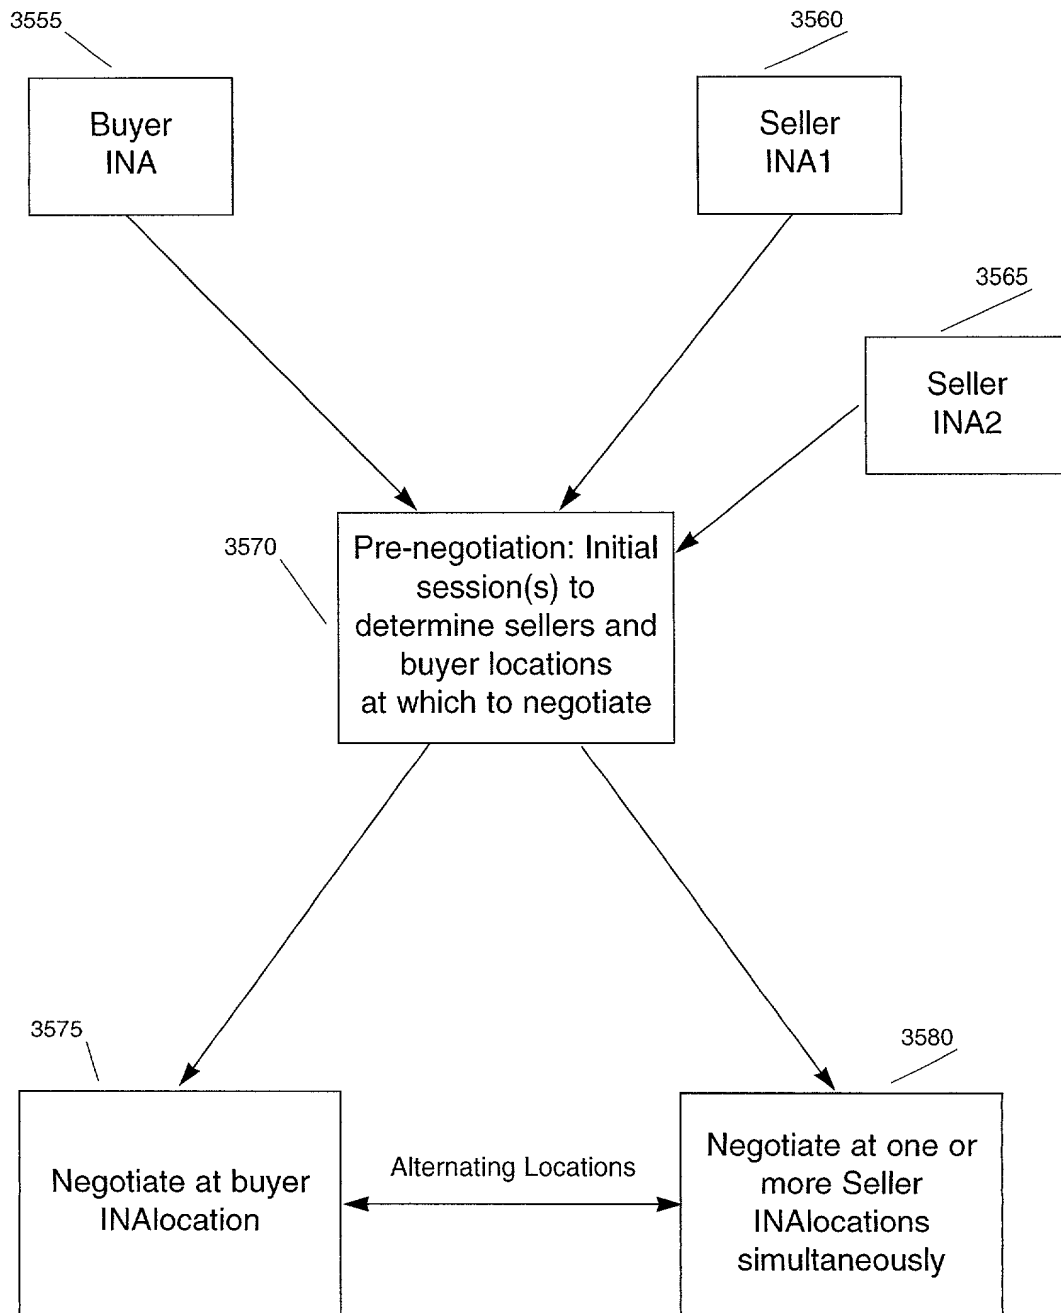 3555
3560
Buyer
INA
Seller
INA1
3565
Seller
INA2
3570
Pre-negotiation: Initial
session(s) to
determine sellers and
buyer locations
at which to negotiate
3575
3580
Negotiate at buyer
INAlocation
Alternating Locations
Negotiate at one or
more Seller
INAlocations
simultaneously